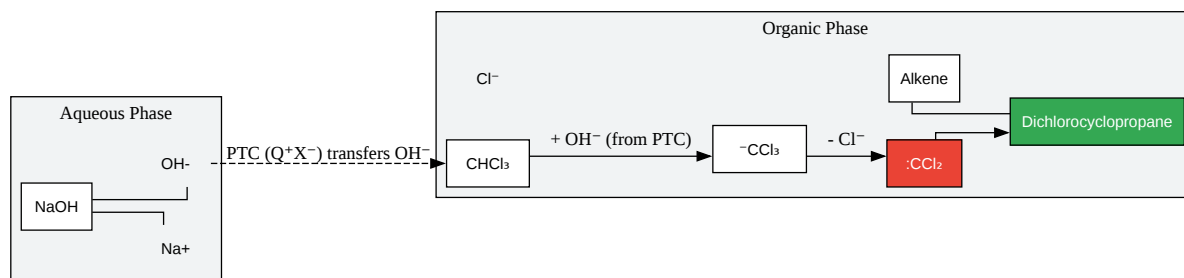 Aqueous Phase
OH-
NaOH
Na+
PTC (Q⁺X⁻) transfers OH⁻
Organic Phase
Cl⁻
Alkene
CHCl₃
+ OH⁻ (from PTC)
⁻CCl₃
- Cl⁻
:CCl₂
Dichlorocyclopropane